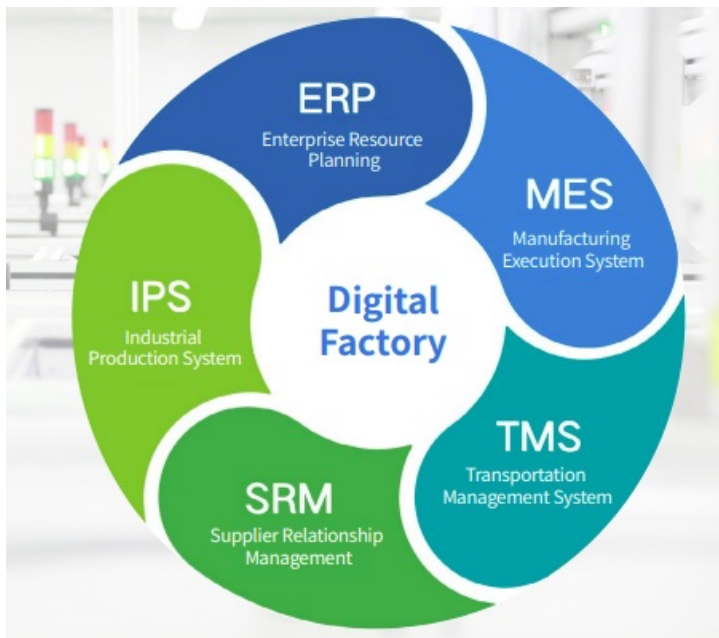 ERP
Enterprise Resource
Planning
MES
Manufacturing
Execution System
IPS
Industrial
Production System
Digital
Factory
TMS
Transportation
Management System
SRM
Supplier Relationship
Management